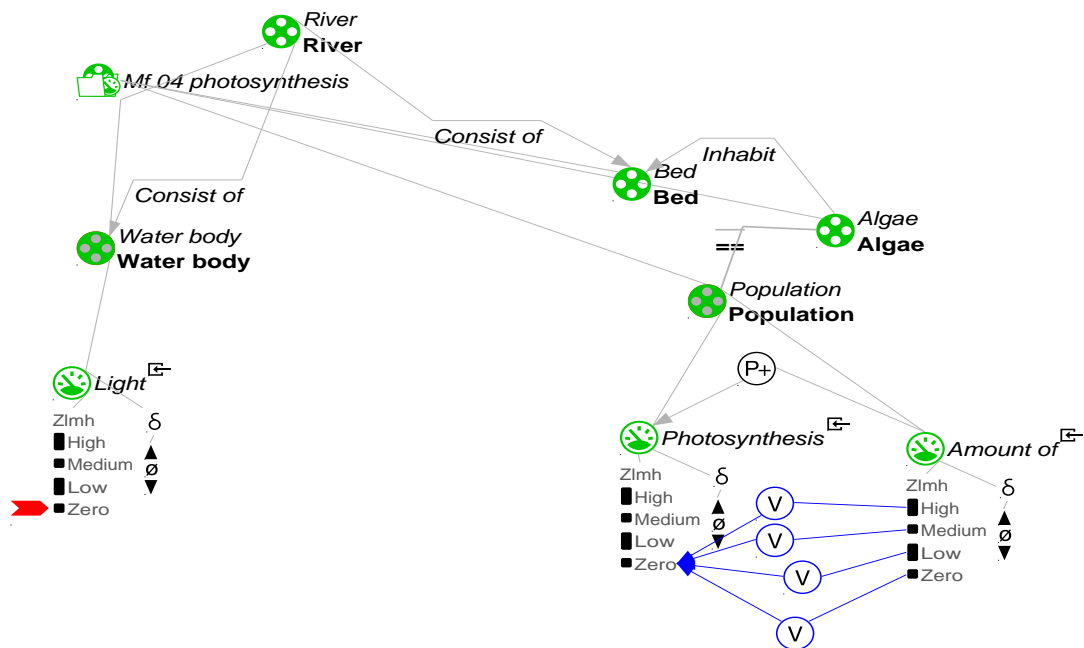 River
River
Mf 04 photosynthesis
Consist of
Inhabit
Bed
Bed
Consist of
Algae
Algae
Water body
Water body
==
Population
Population
P+
Light
Zlmh
δ
High
Medium
ø
Low
Zero
Photosynthesis
Zlmh
δ
High
Medium
ø
Low
Zero
Amount of
Zlmh
δ
High
Medium
ø
Low
Zero
V
V
V
V